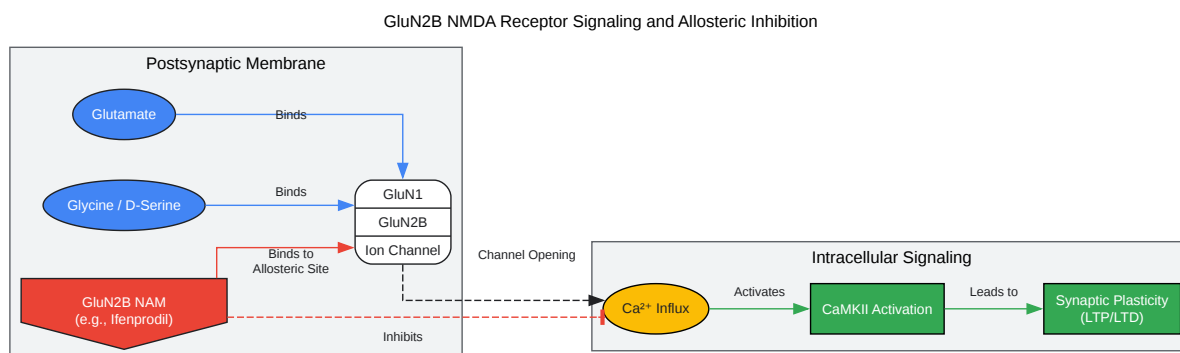 GluN2B NMDA Receptor Signaling and Allosteric Inhibition
Postsynaptic Membrane
Glutamate
Binds
GluN1
Glycine / D-Serine
Binds
GluN2B
Ion Channel
Binds to
Allosteric Site
Channel Opening
Intracellular Signaling
GluN2B NAM
(e.g., Ifenprodil)
Inhibits
Ca²⁺ Influx
Activates
CaMKII Activation
Leads to
Synaptic Plasticity
(LTP/LTD)